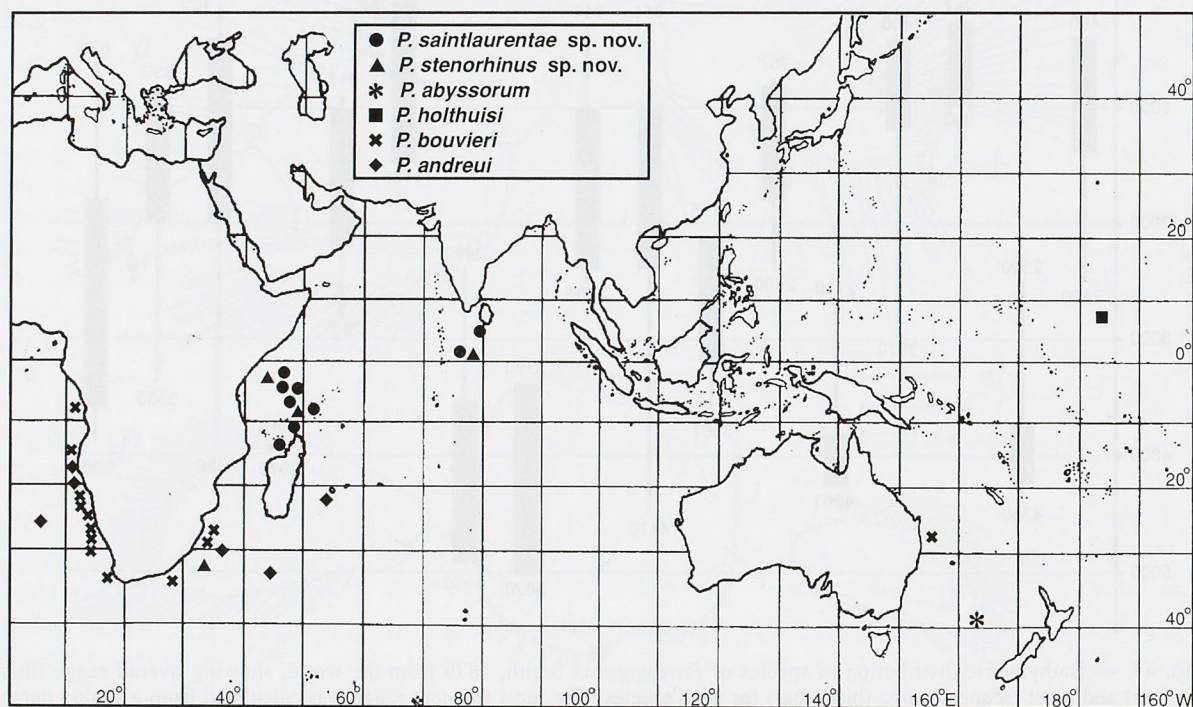 P. saintlaurentae sp. nov.
P. stenorhinus sp. nov.
P. abyssorum
P. holthuisi
P. bouvieri
P. andreui
40°
20°
0°
20°
40°
20° 40° 60° 80° 100° 120° 140° 160° 180° 160° W